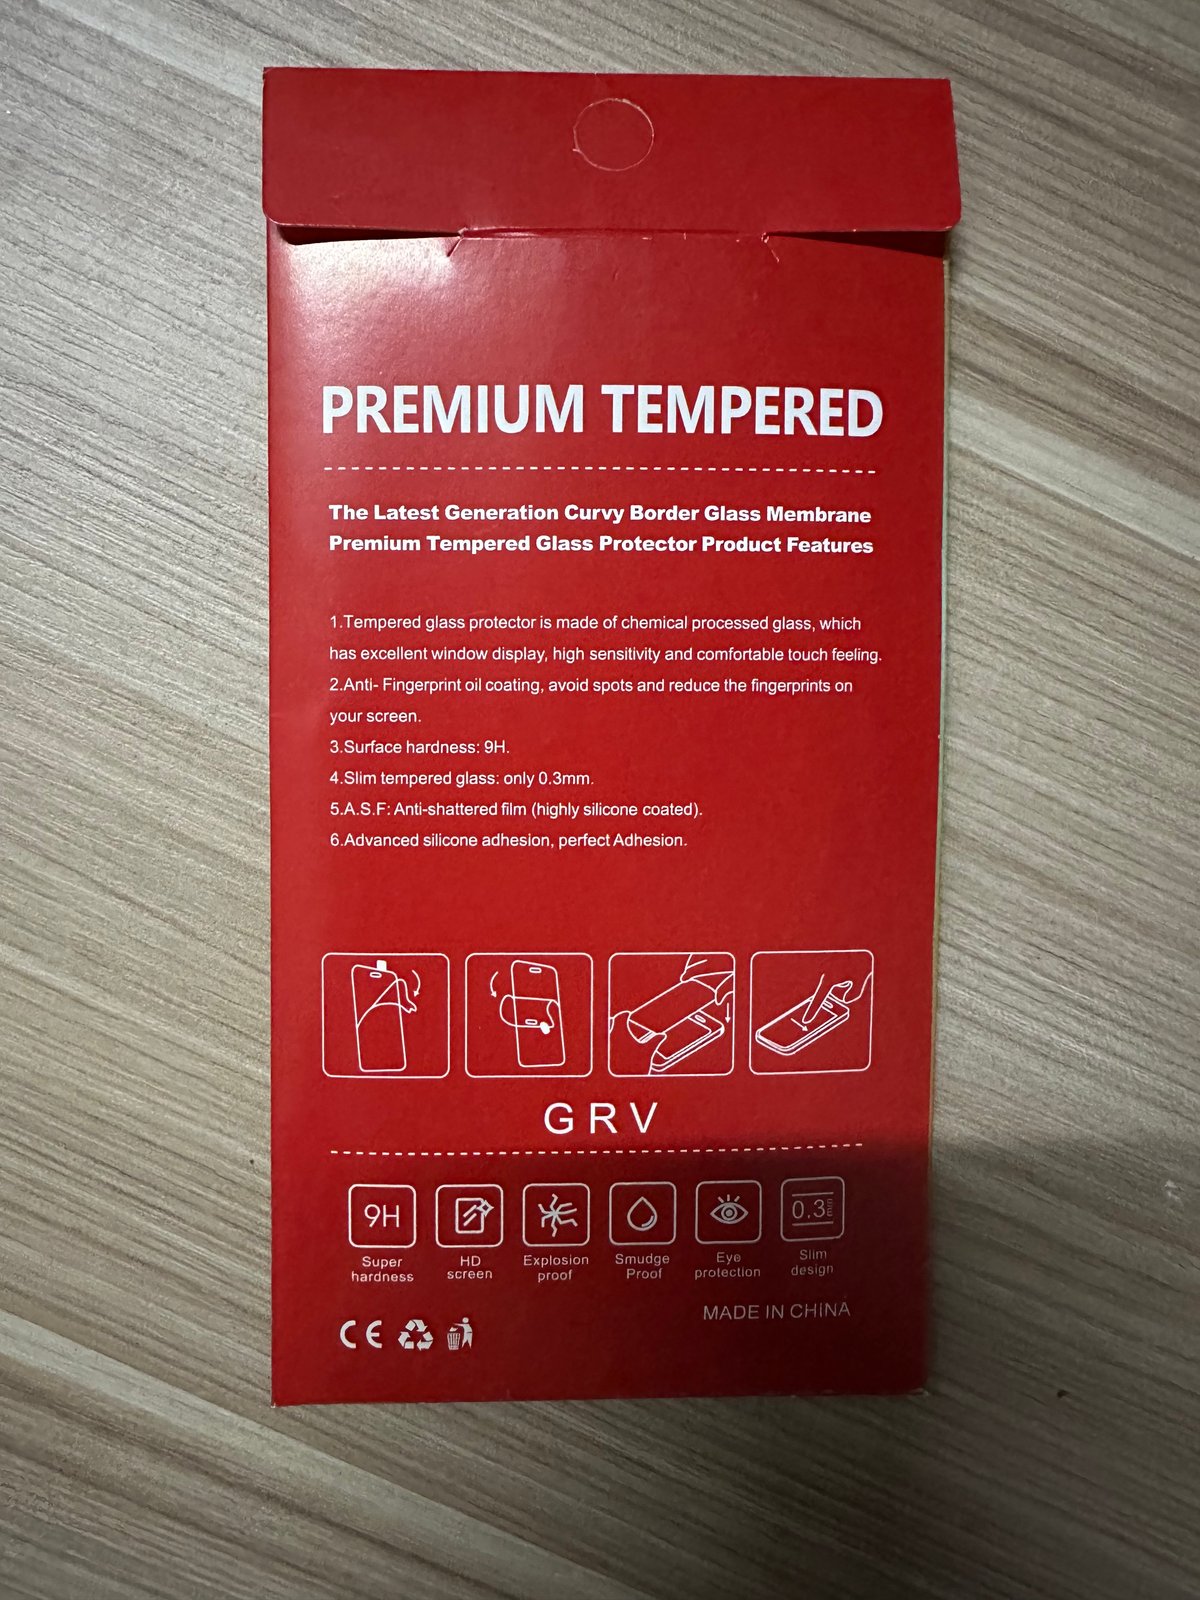 PREMIUM TEMPERED
The Latest Generation Curvy Border Glass Membrane
Premium Tempered Glass Protector Product Features
1.Tempered glass protector is made of chemical processed glass, which
has excellent window display, high sensitivity and comfortable touch feeling.
2.Anti- Fingerprint oil coating, avoid spots and reduce the fingerprints on
your screen.
3.Surface hardness: 9H.
4.Slim tempered glass: only 0.3mm.
5.A.S.F: Anti-shattered film (highly silicone coated).
6.Advanced silicone adhesion, perfect Adhesion.
GRV
9H
0.3mm
Super hardness
HD screen
Explosion proof
Smudge Proof
Eye protection
Slim design
MADE IN CHINA
CE